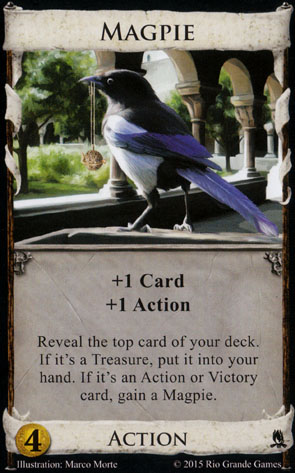 MAGPIE
+1 Card
+1 Action
Reveal the top card of your deck.
If it's a Treasure, put it into your
hand. If it's an Action or Victory
card, gain a Magpie.
4
ACTION
Illustration: Marco Morte
© 2015 Rio Grande Games